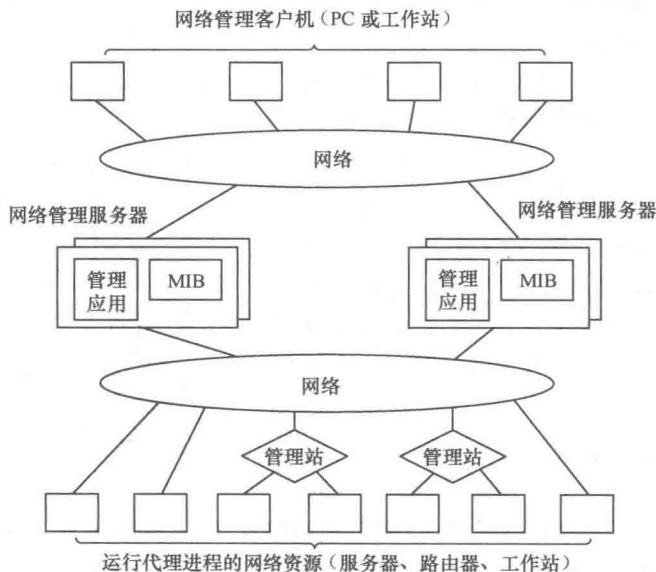 网络管理客户机（PC 或工作站）
网络
网络管理服务器
网络管理服务器
管理
应用
MIB
管理
应用
MIB
网络
管理站
管理站
运行代理进程的网络资源（服务器、路由器、工作站）